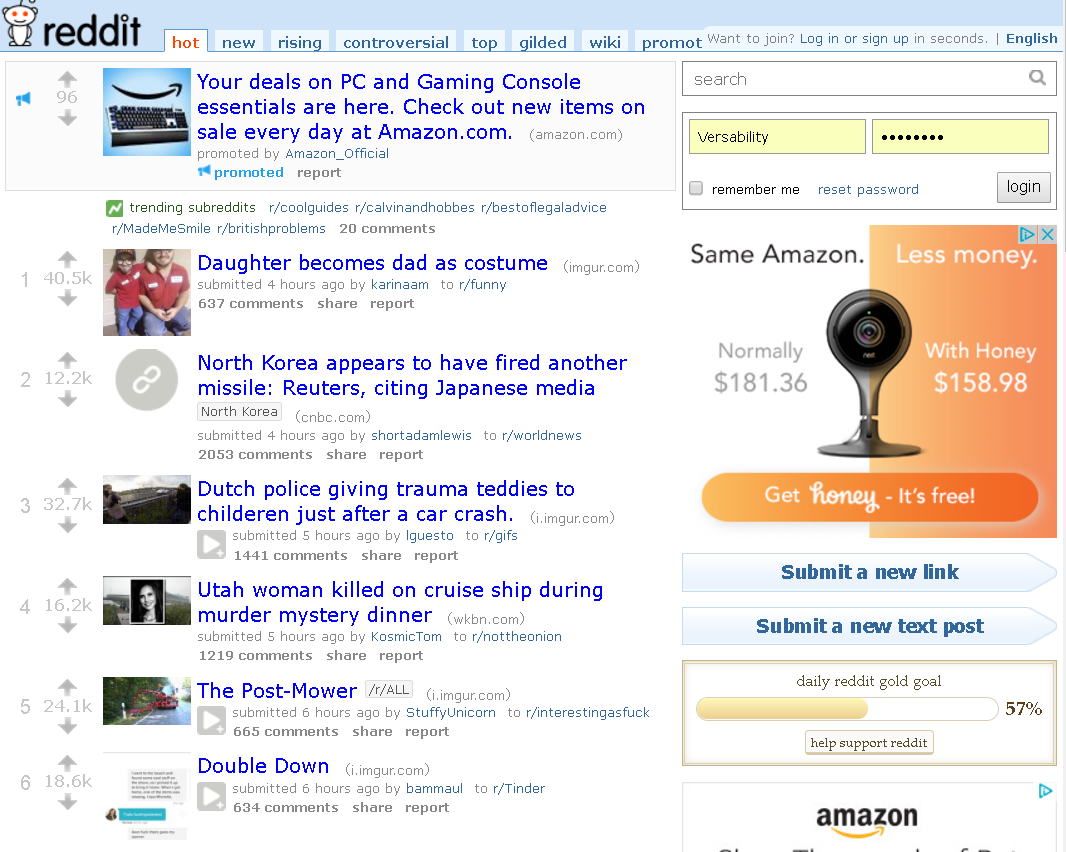 reddit
hot new rising controversial top gilded wiki promot
Want to join? Log in or sign up in seconds. | English
96
Your deals on PC and Gaming Console
essentials are here. Check out new items on
sale every day at Amazon.com. (amazon.com)
promoted by Amazon_Official
promoted report
trending subreddits r/coolguides r/calvinandhobbes r/bestoflegaladvice
r/MadeMeSmile r/britishproblems 20 comments
1 40.5k
Daughter becomes dad as costume (imgur.com)
submitted 4 hours ago by karinaam to r/funny
637 comments share report
2 12.2k
North Korea appears to have fired another
missile: Reuters, citing Japanese media
North Korea (cnbc.com)
submitted 4 hours ago by shortadamlewis to r/worldnews
2053 comments share report
3 32.7k
Dutch police giving trauma teddies to
childeren just after a car crash. (i.imgur.com)
submitted 5 hours ago by lguesto to r/gifs
1441 comments share report
4 16.2k
Utah woman killed on cruise ship during
murder mystery dinner (wkbn.com)
submitted 5 hours ago by KosmicTom to r/nottheonion
1219 comments share report
5 24.1k
The Post-Mower /r/ALL (i.imgur.com)
submitted 6 hours ago by StuffyUnicorn to r/interestingasfuck
665 comments share report
6 18.6k
Double Down (i.imgur.com)
submitted 6 hours ago by bammaul to r/Tinder
634 comments share report
search
Versability ••••••••
remember me reset password login
Same Amazon. Less money.
nest
Normally
$181.36
With Honey
$158.98
Get honey - It's free!
Submit a new link
Submit a new text post
daily reddit gold goal
57%
help support reddit
amazon